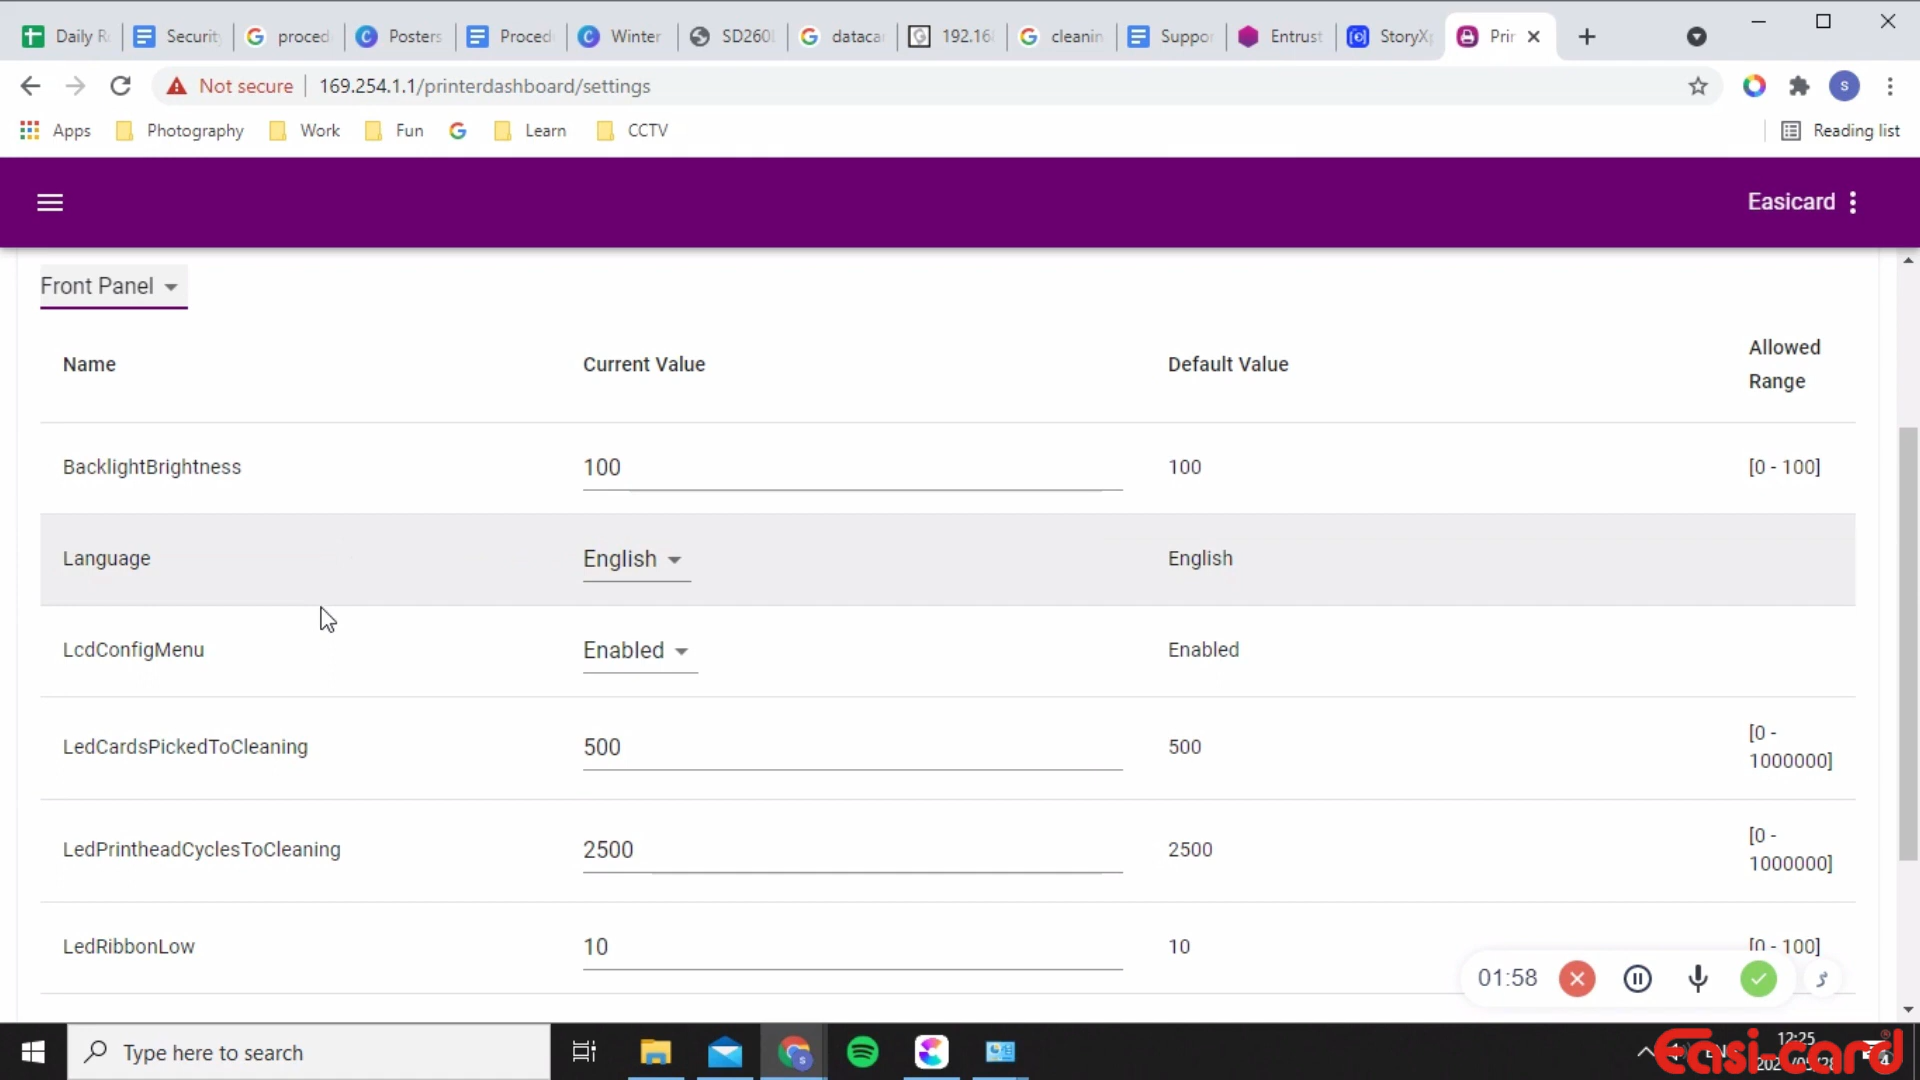 Daily R
Securit
proced
Posters
Proced
Winter
SD260
dataca
192.16
cleanin
Suppor
Entrust
StoryXp
Prin
Not secure
169.254.1.1/printerdashboard/settings
S
Apps
Photography
Work
Fun
Learn
CCTV
Reading list
Easicard
Front Panel
Name
Current Value
Default Value
Allowed
Range
BacklightBrightness
100
100
[0 - 100]
Language
English
English
LcdConfigMenu
Enabled
Enabled
LedCardsPickedToCleaning
500
500
[0 -
1000000]
LedPrintheadCyclesToCleaning
2500
2500
[0 -
1000000]
LedRibbonLow
10
10
[0 - 100]
01:58
Type here to search
12:25
Easi-card